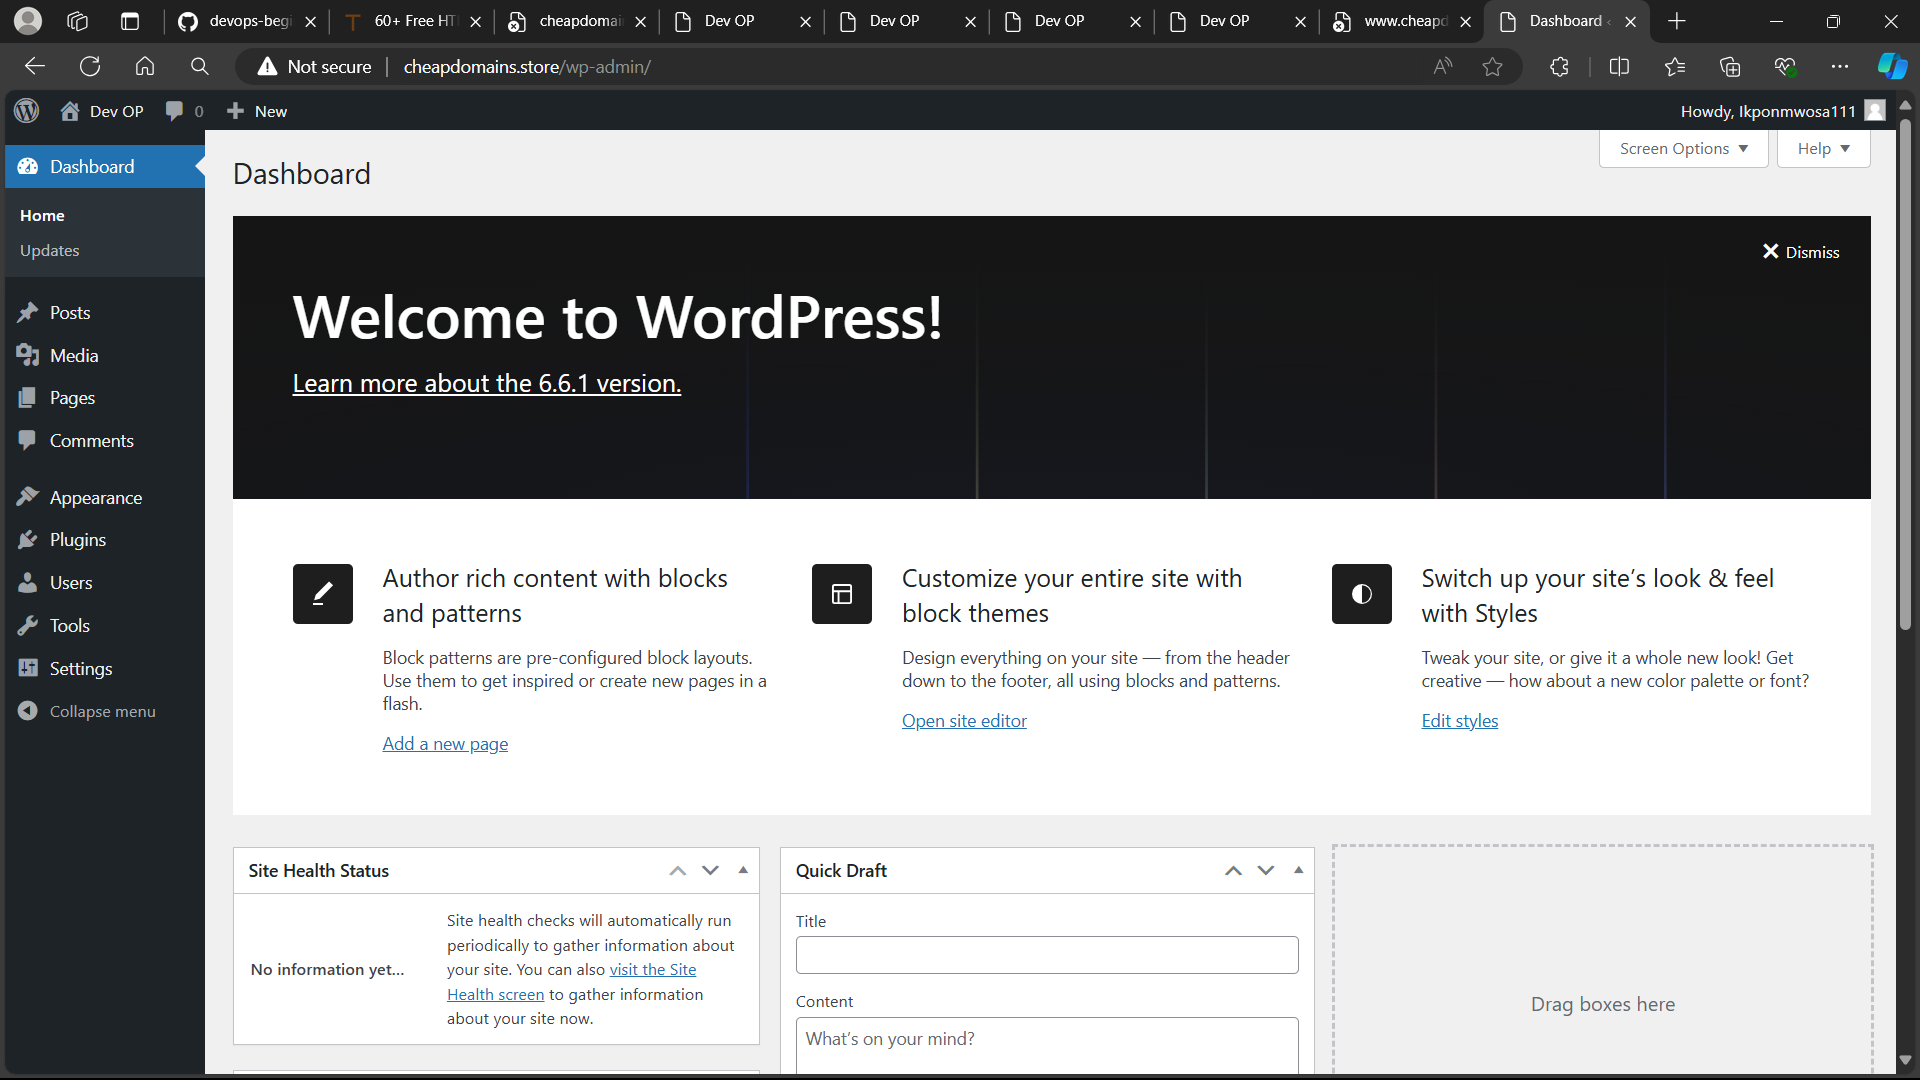 devops-begi
60+ Free HT
cheapdomai
Dev OP
Dev OP
Dev OP
Dev OP
www.cheapd
Dashboard
Not secure
cheapdomains.store/wp-admin/
Dev OP
0
New
Howdy, Ikponmwosa111
Dashboard
Home
Updates
Posts
Media
Pages
Comments
Appearance
Plugins
Users
Tools
Settings
Collapse menu
Screen Options
Help
Dashboard
Dismiss
Welcome to WordPress!
Learn more about the 6.6.1 version.
Author rich content with blocks
and patterns
Block patterns are pre-configured block layouts.
Use them to get inspired or create new pages in a
flash.
Add a new page
Customize your entire site with
block themes
Design everything on your site — from the header
down to the footer, all using blocks and patterns.
Open site editor
Switch up your site’s look & feel
with Styles
Tweak your site, or give it a whole new look! Get
creative — how about a new color palette or font?
Edit styles
Site Health Status
No information yet...
Site health checks will automatically run
periodically to gather information about
your site. You can also visit the Site
Health screen to gather information
about your site now.
Quick Draft
Title
Content
What’s on your mind?
Drag boxes here